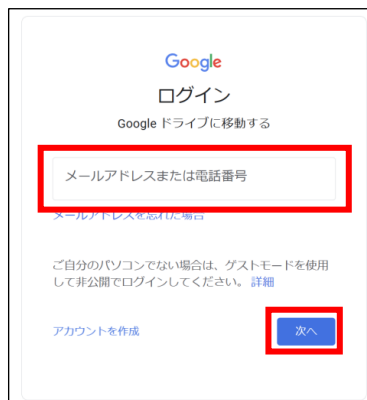 Google
ログイン
Google ドライブに移動する
メールアドレスまたは電話番号
メールアドレスを忘れた場合
ご自分のパソコンでない場合は、ゲストモードを使用
して非公開でログインしてください。 詳細
アカウントを作成
次へ